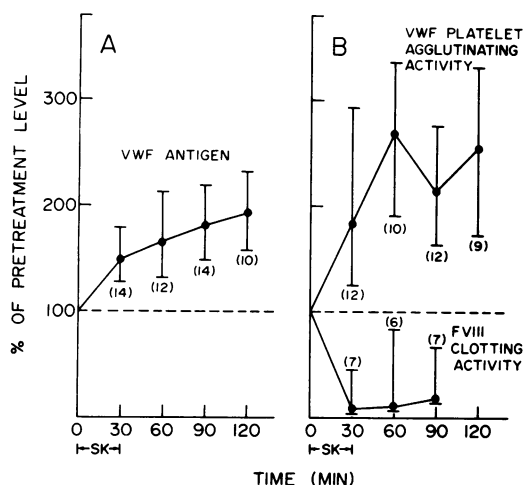 A
B
VWF PLATELET
AGGLUTINATING
ACTIVITY
VWF ANTIGEN
% OF PRETREATMENT LEVEL
300
200
100
0
(14)
(12)
(14)
(10)
(12)
(10)
(12)
(9)
(7)
(6)
(7)
FVIII
CLOTTING
ACTIVITY
0 30 60 90 120
0 30 60 90 120
SK
SK
TIME (MIN)